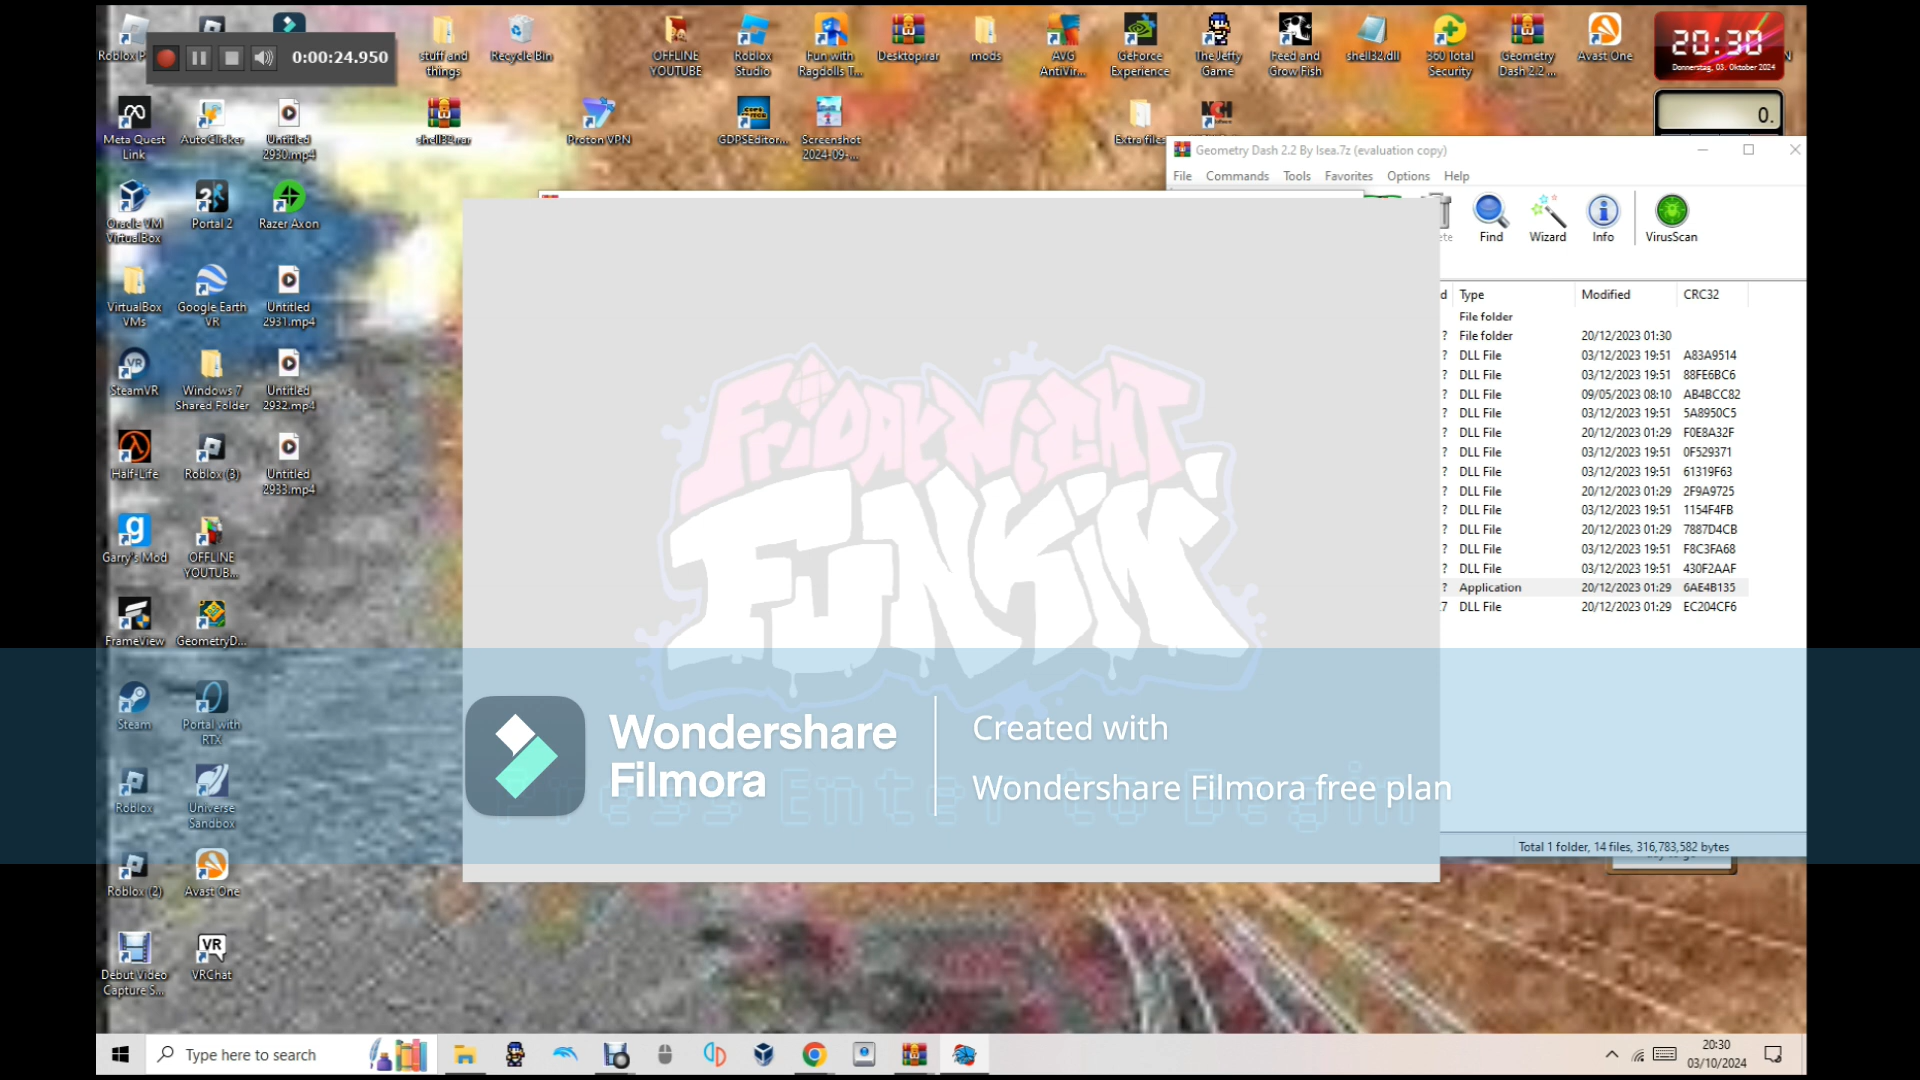 Roblox P
0:00:24.950
stuff and
things
Recycle Bin
OFFLINE
YOUTUBE
Roblox
Studio
Fun with
Ragdolls T...
Desktop.rar
mods
AVG
AntiVir...
GeForce
Experience
The Jeffy
Game
Feed and
Grow Fish
shell32.dll
360 Total
Security
Geometry
Dash 2.2 ...
Avast One
20:30
Donnerstag, 03. Oktober 2024
N
0.
Meta Quest
Link
AutoClicker
Untitled
2930.mp4
shell32.rar
Proton VPN
GDPSEditor...
Screenshot
2024-09-...
Extra files
NCH
Geometry Dash 2.2 By Isea.7z (evaluation copy)
File Commands Tools Favorites Options Help
ete Find Wizard Info VirusScan
Oracle VM
VirtualBox
Portal 2
Razer Axon
d Type Modified CRC32
File folder
? File folder 20/12/2023 01:30
? DLL File 03/12/2023 19:51 A83A9514
? DLL File 03/12/2023 19:51 88FE6BC6
? DLL File 09/05/2023 08:10 AB4BCC82
? DLL File 03/12/2023 19:51 5A8950C5
? DLL File 20/12/2023 01:29 F0E8A32F
? DLL File 03/12/2023 19:51 0F529371
? DLL File 03/12/2023 19:51 61319F63
? DLL File 20/12/2023 01:29 2F9A9725
? DLL File 03/12/2023 19:51 1154F4FB
? DLL File 20/12/2023 01:29 7887D4CB
? DLL File 03/12/2023 19:51 F8C3FA68
? DLL File 03/12/2023 19:51 430F2AAF
? Application 20/12/2023 01:29 6AE4B135
7 DLL File 20/12/2023 01:29 EC204CF6
Total 1 folder, 14 files, 316,783,582 bytes
VirtualBox
VMs
Google Earth
VR
Untitled
2931.mp4
SteamVR
Windows 7
Shared Folder
Untitled
2932.mp4
Half-Life
Roblox (3)
Untitled
2933.mp4
Garry's Mod
OFFLINE
YOUTUB...
FrameView
GeometryD...
Steam
Portal with
RTX
Roblox
Universe
Sandbox
Roblox (2)
Avast One
Debut Video
Capture S...
VR
VRChat
FRIDAY NIGHT
FUNKIN'
Press Enter to Begin
Wondershare
Filmora
Created with
Wondershare Filmora free plan
Type here to search
20:30
03/10/2024